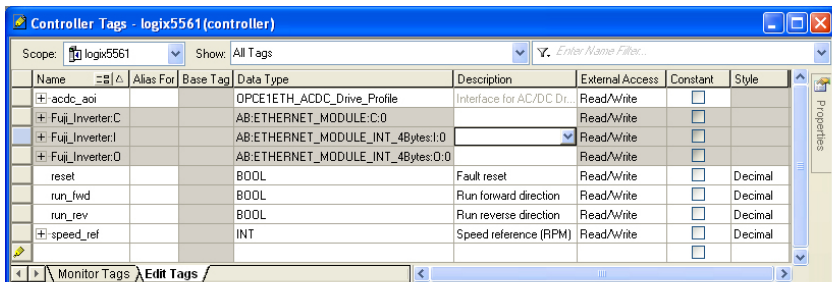 Controller Tags - logix5561(controller)
Scope: logix5561 Show: All Tags Enter Name Filter...
Name Alias For Base Tag Data Type Description External Access Constant Style
acdc_aoi OPCE1ETH_ACDC_Drive_Profile Interface for AC/DC Dr... Read/Write
Fuji_Inverter:C AB:ETHERNET_MODULE:C:0 Read/Write
Fuji_Inverter:I AB:ETHERNET_MODULE_INT_4Bytes:I:0 Read/Write
Fuji_Inverter:O AB:ETHERNET_MODULE_INT_4Bytes:O:0 Read/Write
reset BOOL Fault reset Read/Write Decimal
run_fwd BOOL Run forward direction Read/Write Decimal
run_rev BOOL Run reverse direction Read/Write Decimal
speed_ref INT Speed reference (RPM) Read/Write Decimal
Monitor Tags Edit Tags
Properties